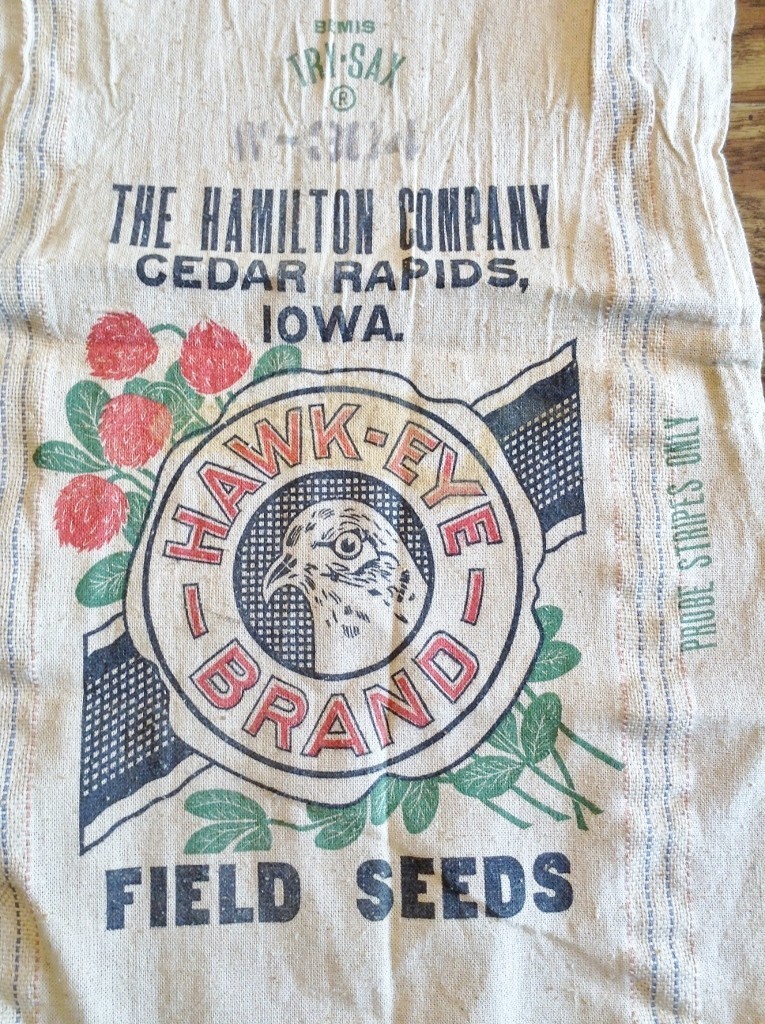 BEMIS
TRY-SAX
®
THE HAMILTON COMPANY
CEDAR RAPIDS,
IOWA.
HAWK-EYE
BRAND
PROBE STRIPES ONLY
FIELD SEEDS